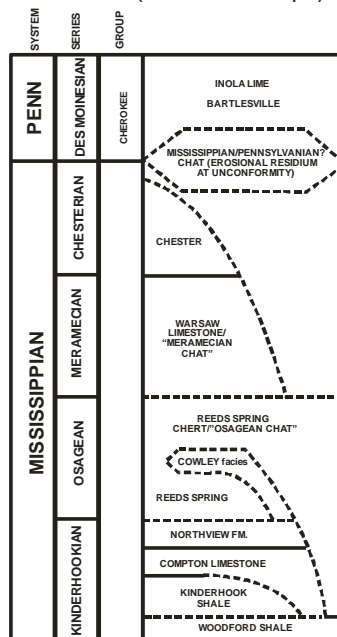 SYSTEM
SERIES
GROUP
PENN
DES MOINESIAN
CHEROKEE
INOLA LIME
BARTLESVILLE
MISSISSIPPIAN/PENNSYLVANIAN?
CHAT (EROSIONAL RESIDIUM
AT UNCONFORMITY)
MISSISSIPPIAN
CHESTERIAN
CHESTER
MERAMECIAN
WARSAW
LIMESTONE/
"MERAMECIAN
CHAT"
OSAGEAN
REEDS SPRING
CHERT/"OSAGEAN CHAT"
COWLEY facies
REEDS SPRING
KINDERHOOKIAN
NORTHVIEW FM.
COMPTON LIMESTONE
KINDERHOOK
SHALE
WOODFORD SHALE